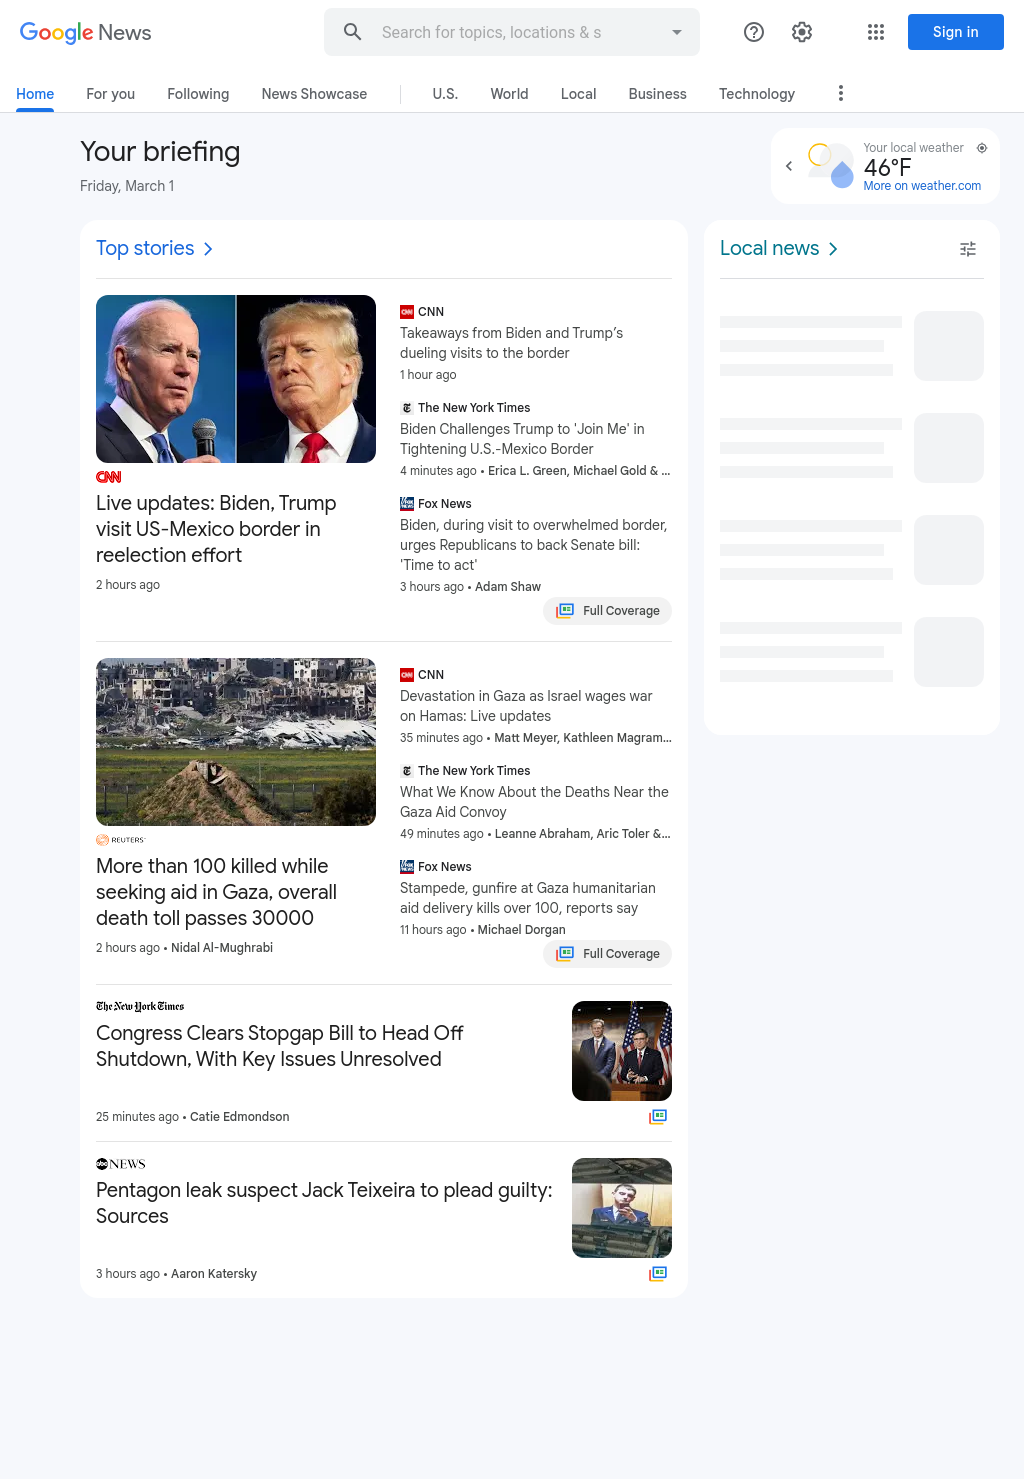 Google News
Search for topics, locations & s
Sign in
Home
For you
Following
News Showcase
U.S.
World
Local
Business
Technology
Your briefing
Friday, March 1
Your local weather
46°F
More on weather.com
Top stories
CNN
Live updates: Biden, Trump
visit US-Mexico border in
reelection effort
2 hours ago
CNN
Takeaways from Biden and Trump’s
dueling visits to the border
1 hour ago
The New York Times
Biden Challenges Trump to 'Join Me' in
Tightening U.S.-Mexico Border
4 minutes ago • Erica L. Green, Michael Gold & ...
Fox News
Biden, during visit to overwhelmed border,
urges Republicans to back Senate bill:
'Time to act'
3 hours ago • Adam Shaw
Full Coverage
REUTERS
More than 100 killed while
seeking aid in Gaza, overall
death toll passes 30000
2 hours ago • Nidal Al-Mughrabi
CNN
Devastation in Gaza as Israel wages war
on Hamas: Live updates
35 minutes ago • Matt Meyer, Kathleen Magram...
The New York Times
What We Know About the Deaths Near the
Gaza Aid Convoy
49 minutes ago • Leanne Abraham, Aric Toler &...
Fox News
Stampede, gunfire at Gaza humanitarian
aid delivery kills over 100, reports say
11 hours ago • Michael Dorgan
Full Coverage
The New York Times
Congress Clears Stopgap Bill to Head Off
Shutdown, With Key Issues Unresolved
25 minutes ago • Catie Edmondson
abc NEWS
Pentagon leak suspect Jack Teixeira to plead guilty:
Sources
3 hours ago • Aaron Katersky
Local news